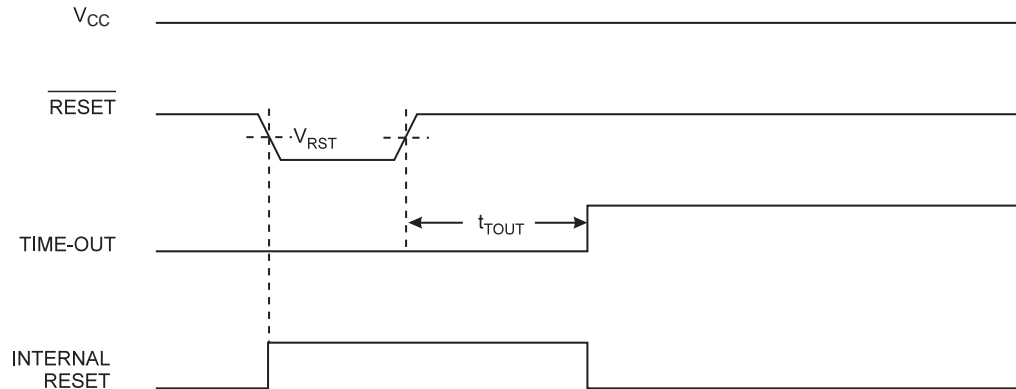 VCC
RESET
VRST
tTOUT
TIME-OUT
INTERNAL
RESET